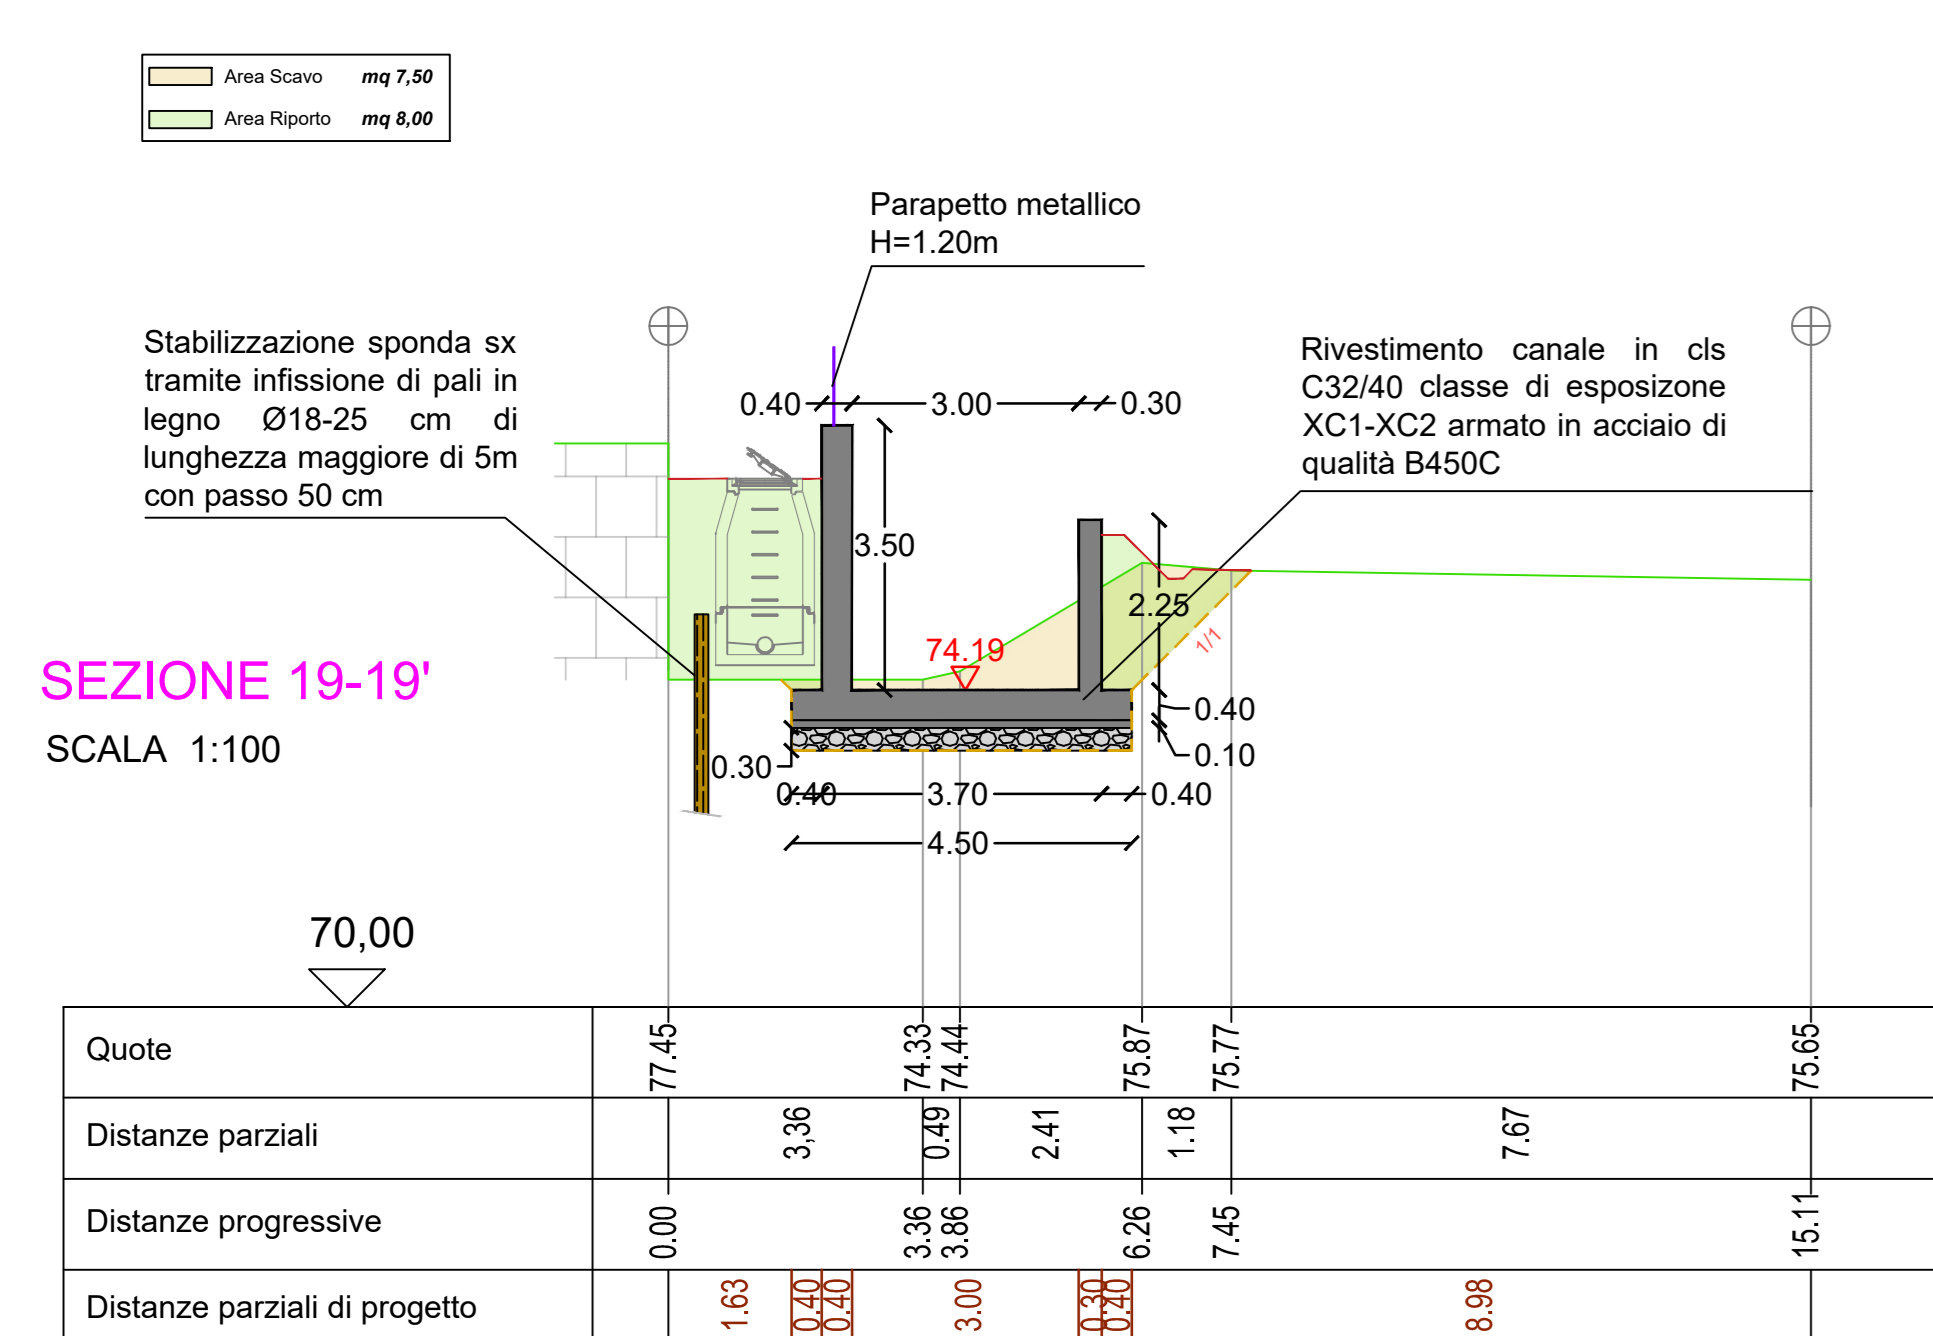 Area Scavo mq 7,50
Area Riporto mq 8,00
Parapetto metallico
H=1.20m
Stabilizzazione sponda sx
tramite infissione di pali in
legno Ø18-25 cm di
lunghezza maggiore di 5m
con passo 50 cm
Rivestimento canale in cls
C32/40 classe di esposizone
XC1-XC2 armato in acciaio di
qualità B450C
0.40 3.00 0.30
3.50
2.25
74.19
1/1
SEZIONE 19-19'
SCALA 1:100
0.40
0.10
0.30
0.40 3.70 0.40
4.50
70,00
Quote 77.45 74.33 74.44 75.87 75.77 75.65
Distanze parziali 3,36 0.49 2.41 1.18 7.67
Distanze progressive 0.00 3.36 3.86 6.26 7.45 15.11
Distanze parziali di progetto 1.63 0.40 0.40 3.00 0.30 0.40 8.98